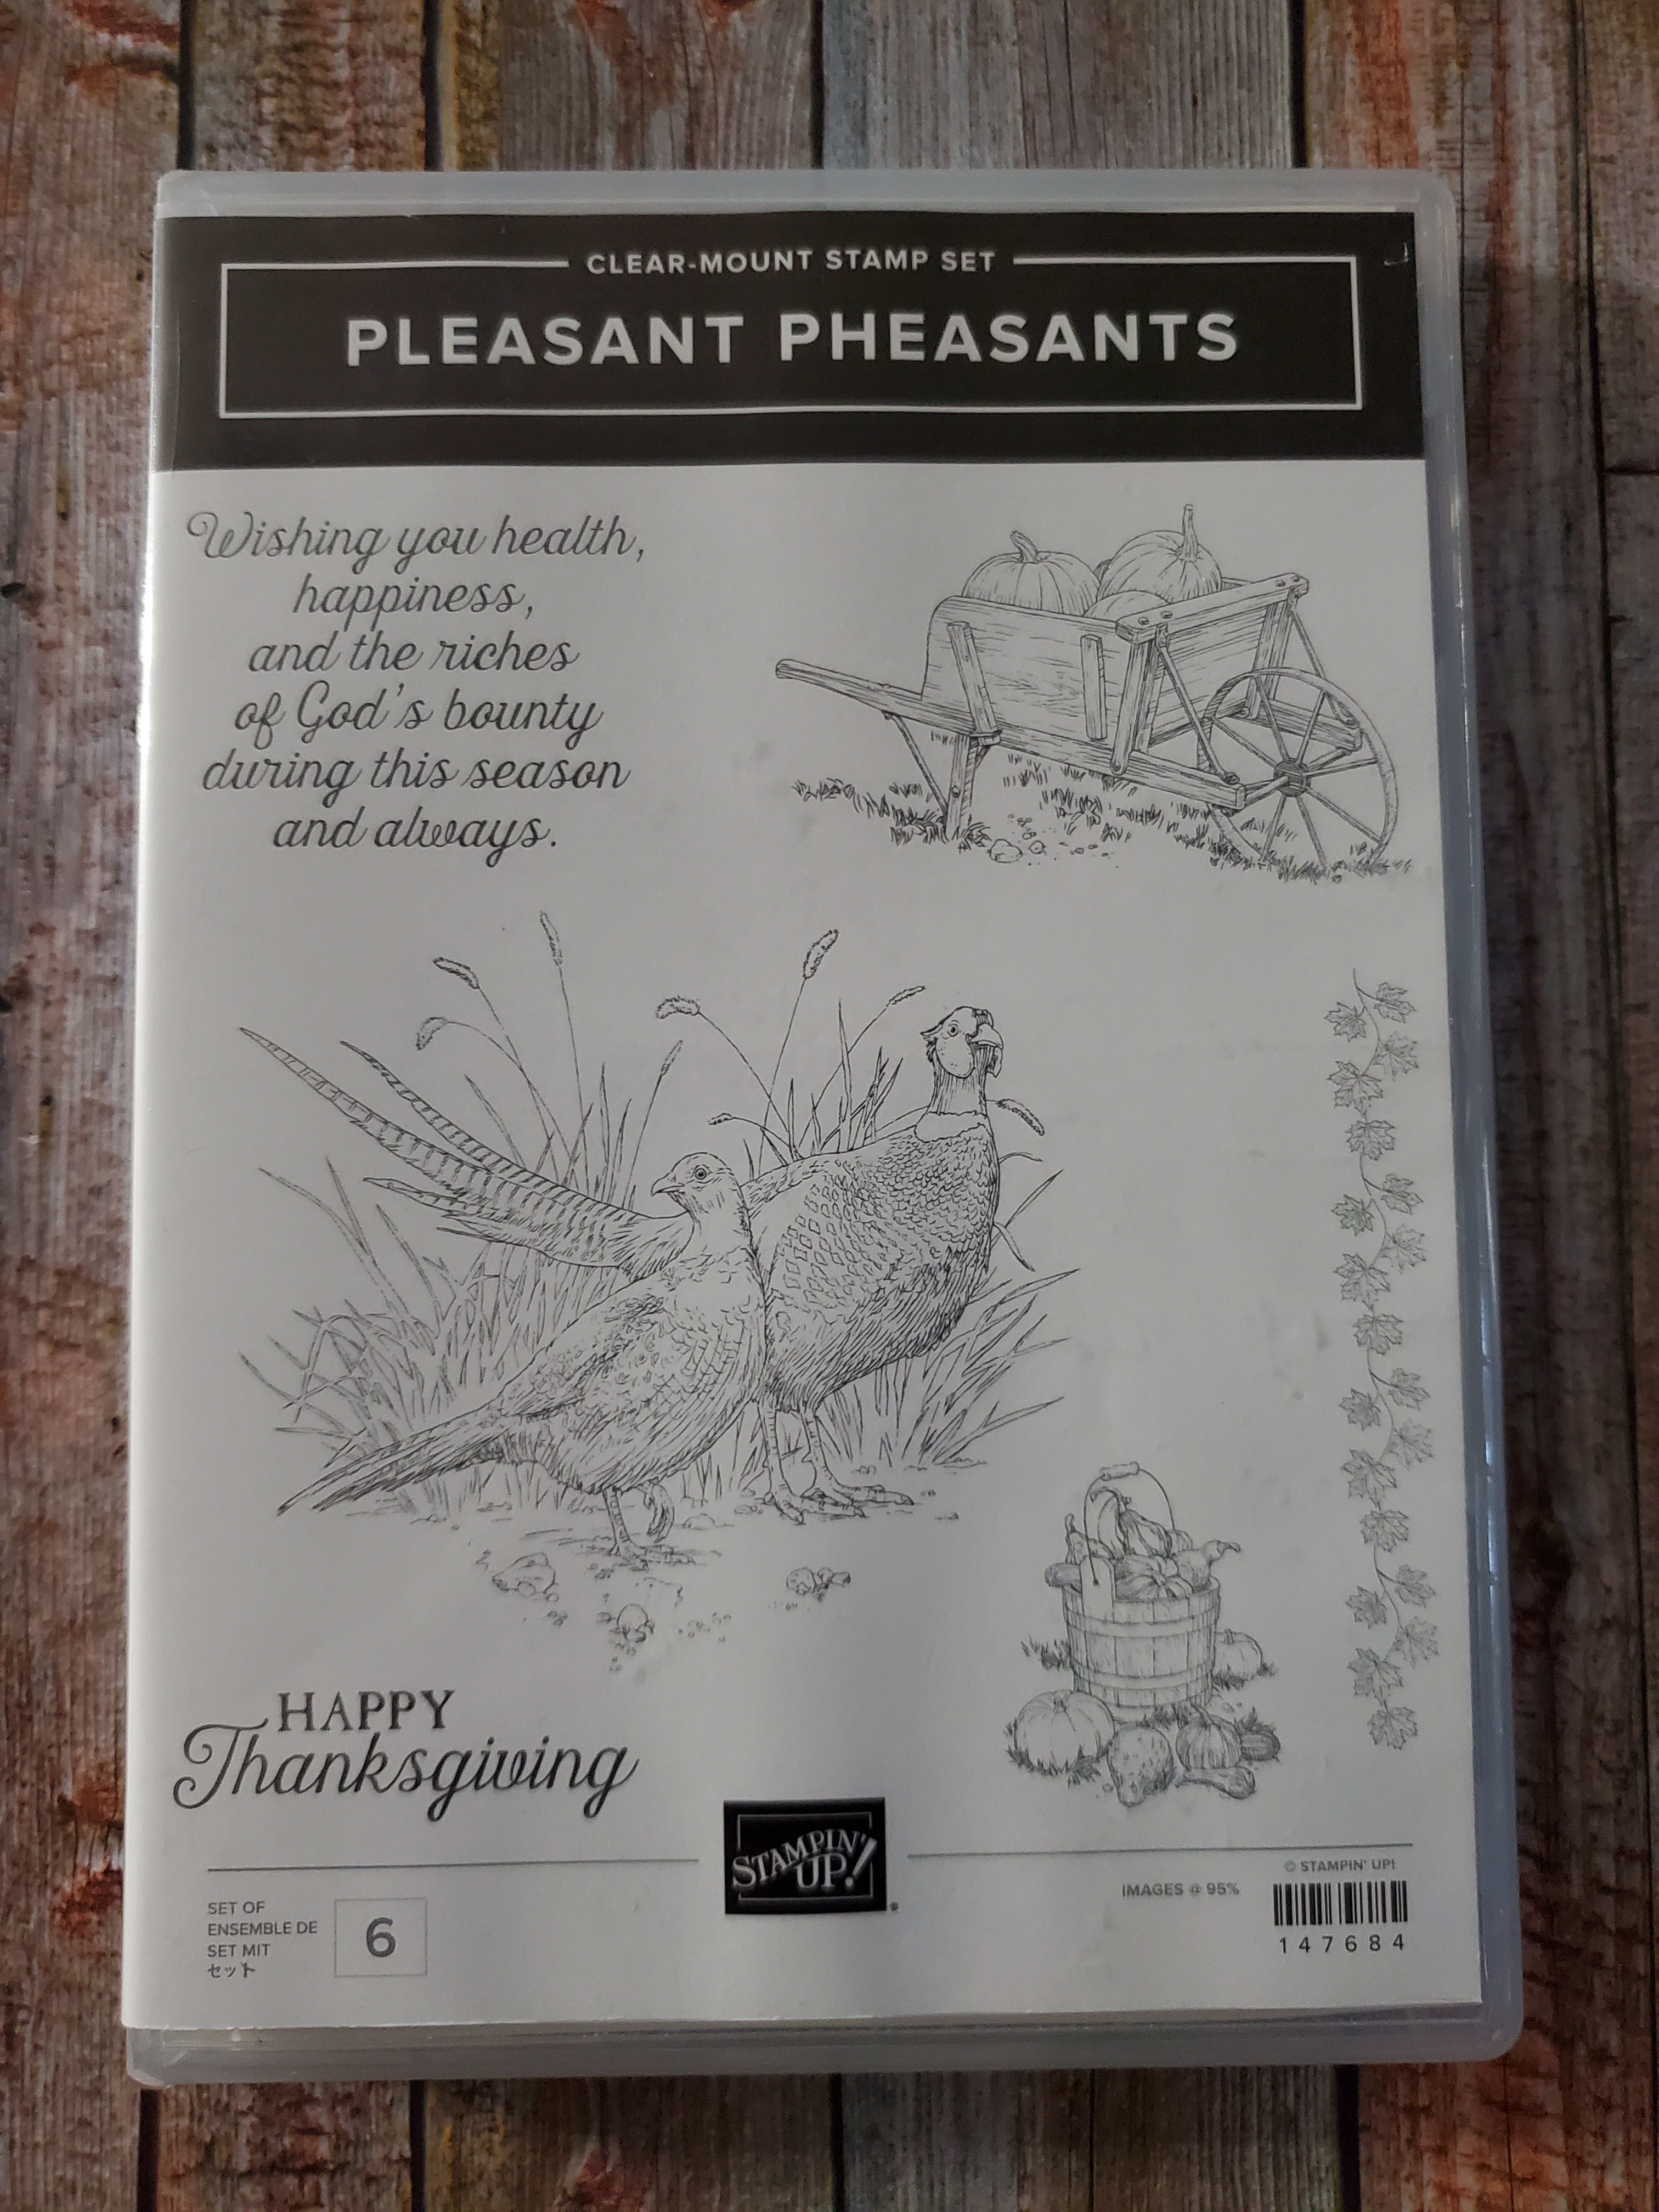 CLEAR-MOUNT STAMP SET
PLEASANT PHEASANTS
Wishing you health,
happiness,
and the riches
of God's bounty
during this season
and always.
HAPPY
Thanksgiving
STAMPIN'
UP!
®
SET OF
ENSEMBLE DE
SET MIT
セット
6
IMAGES @ 95%
© STAMPIN' UP!
147684